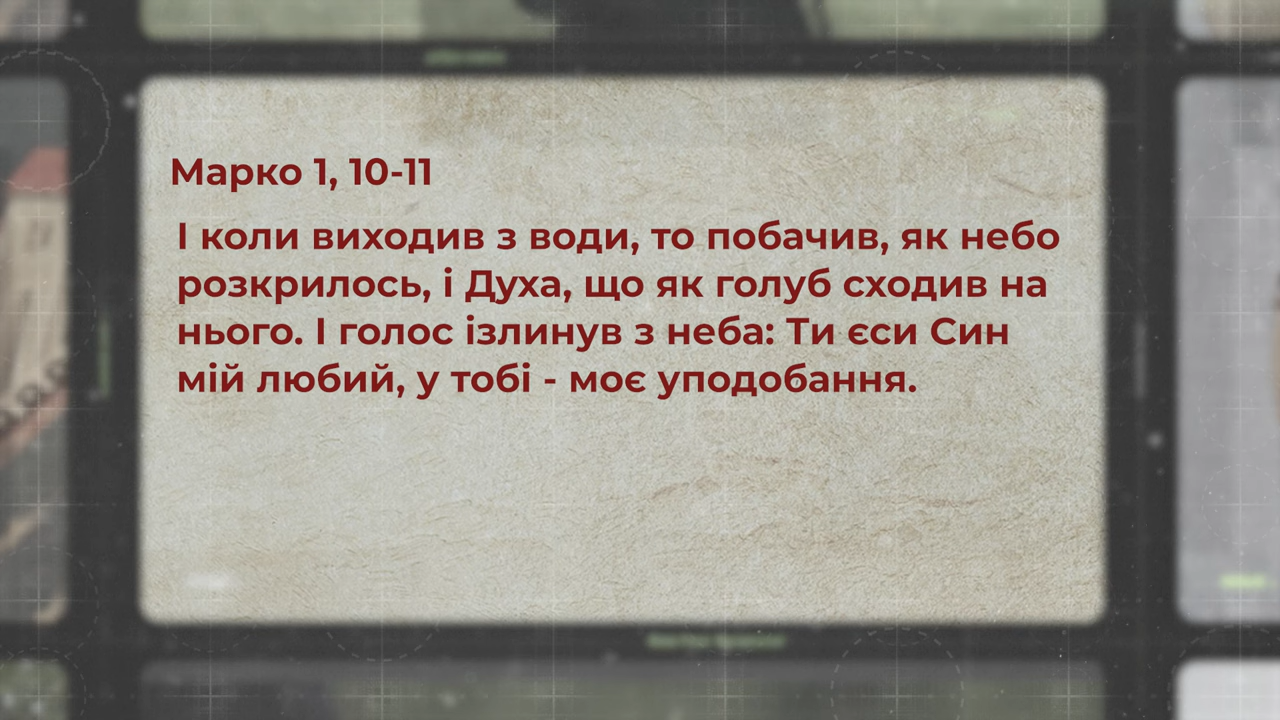 Марко 1, 10-11
І коли виходив з води, то побачив, як небо
розкрилось, і Духа, що як голуб сходив на
нього. І голос ізлинув з неба: Ти єси Син
мій любий, у тобі - моє уподобання.